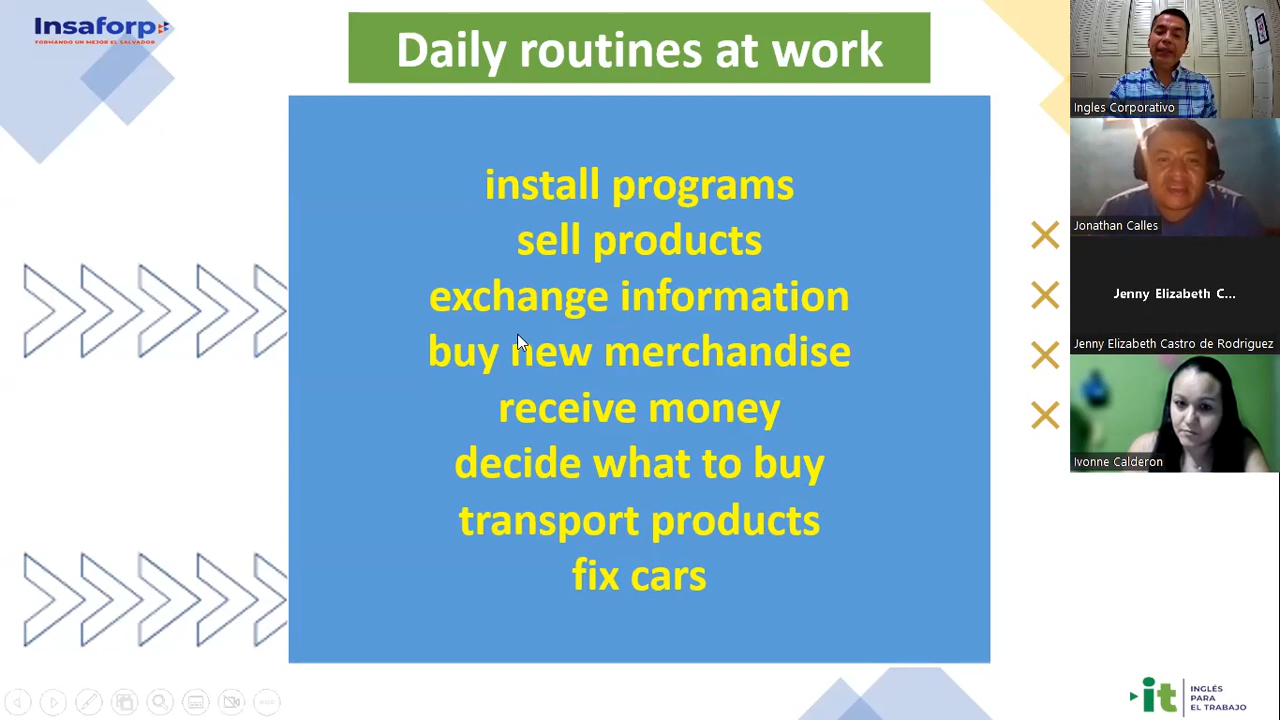 Insaforp
FORMANDO UN MEJOR EL SALVADOR
Daily routines at work
install programs
sell products
exchange information
buy new merchandise
receive money
decide what to buy
transport products
fix cars
Ingles Corporativo
Jonathan Calles
Jenny Elizabeth C...
Jenny Elizabeth Castro de Rodriguez
Ivonne Calderon
it
INGLÉS
PARA
EL TRABAJO